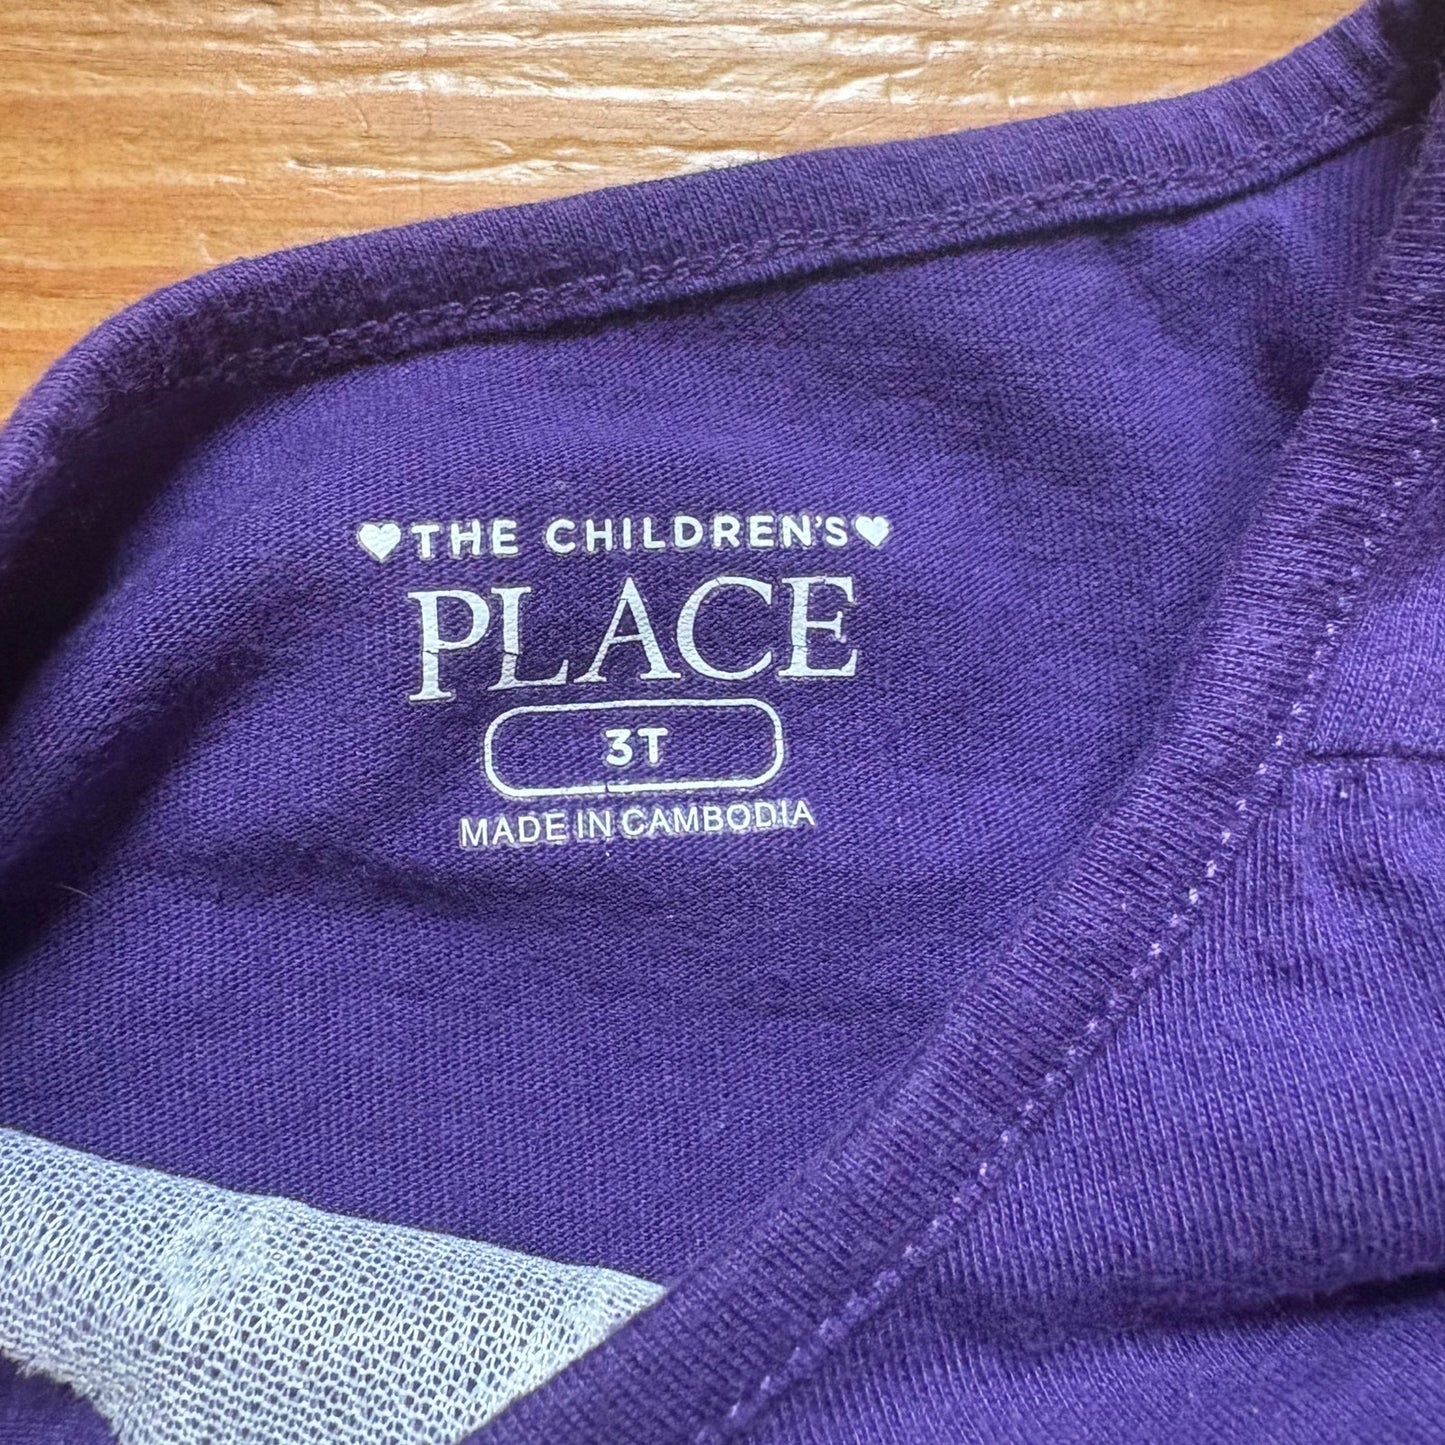 THE CHILDREN'S
PLACE
3T
MADE IN CAMBODIA